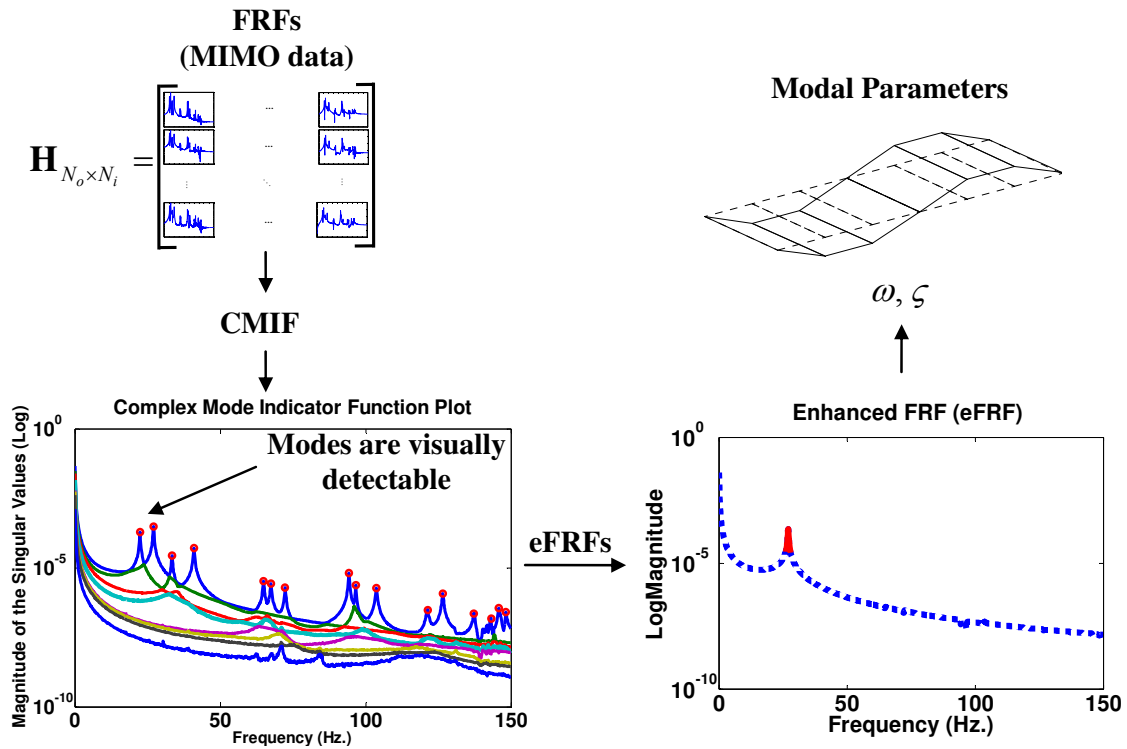 FRFs
(MIMO data)
H_{N_o×N_i} =
...
...
...
CMIF
Complex Mode Indicator Function Plot
Magnitude of the Singular Values (Log)
10^0
10^-5
10^-10
0
50
100
150
Frequency (Hz.)
Modes are visually
detectable
eFRFs
Modal Parameters
ω, ς
Enhanced FRF (eFRF)
LogMagnitude
10^0
10^-5
10^-10
0
50
100
150
Frequency (Hz.)